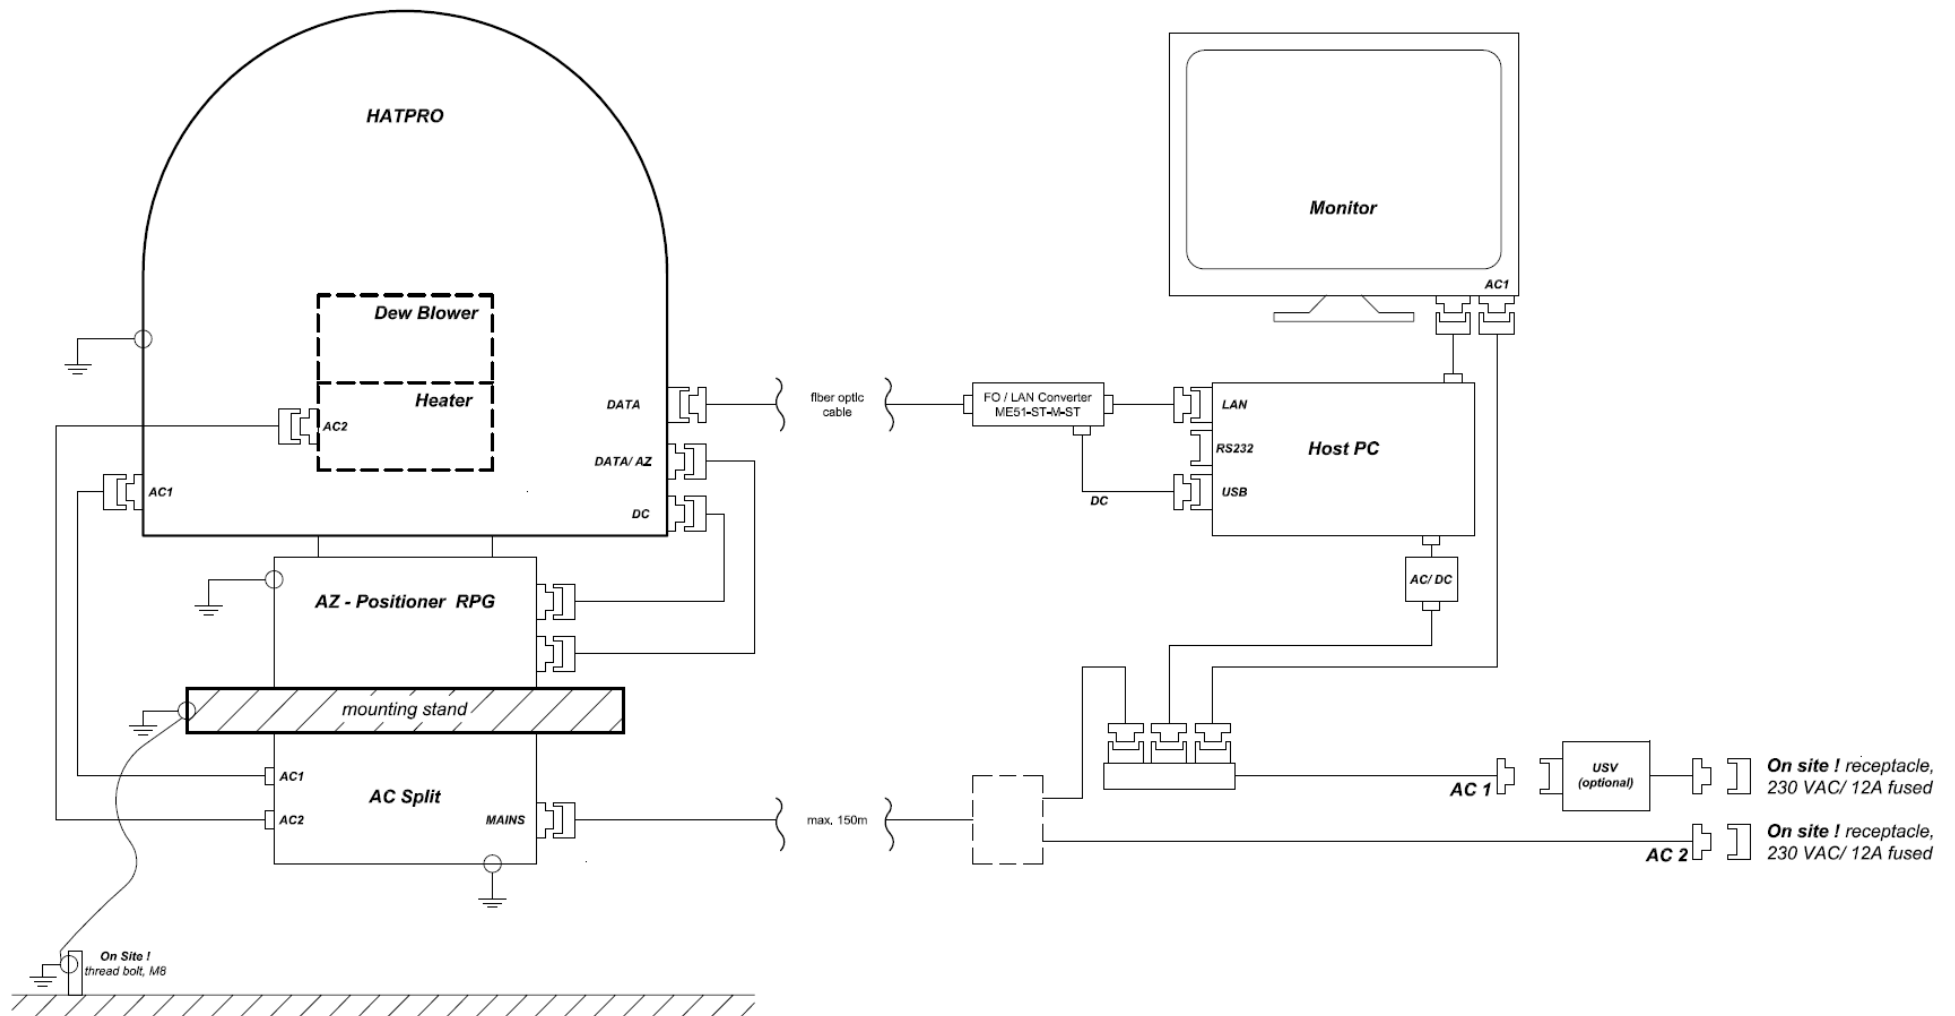 HATPRO
Monitor
AC1
Dew Blower
Heater
AC2
AC1
DATA
DATA/ AZ
DC
fiber optic
cable
FO / LAN Converter
ME51-ST-M-ST
DC
LAN
RS232
USB
Host PC
AC/ DC
AZ - Positioner RPG
mounting stand
AC1
AC2
AC Split
MAINS
max. 150m
AC 1
USV
(optional)
On site ! receptacle,
230 VAC/ 12A fused
AC 2
On site ! receptacle,
230 VAC/ 12A fused
On Site !
thread bolt, M8